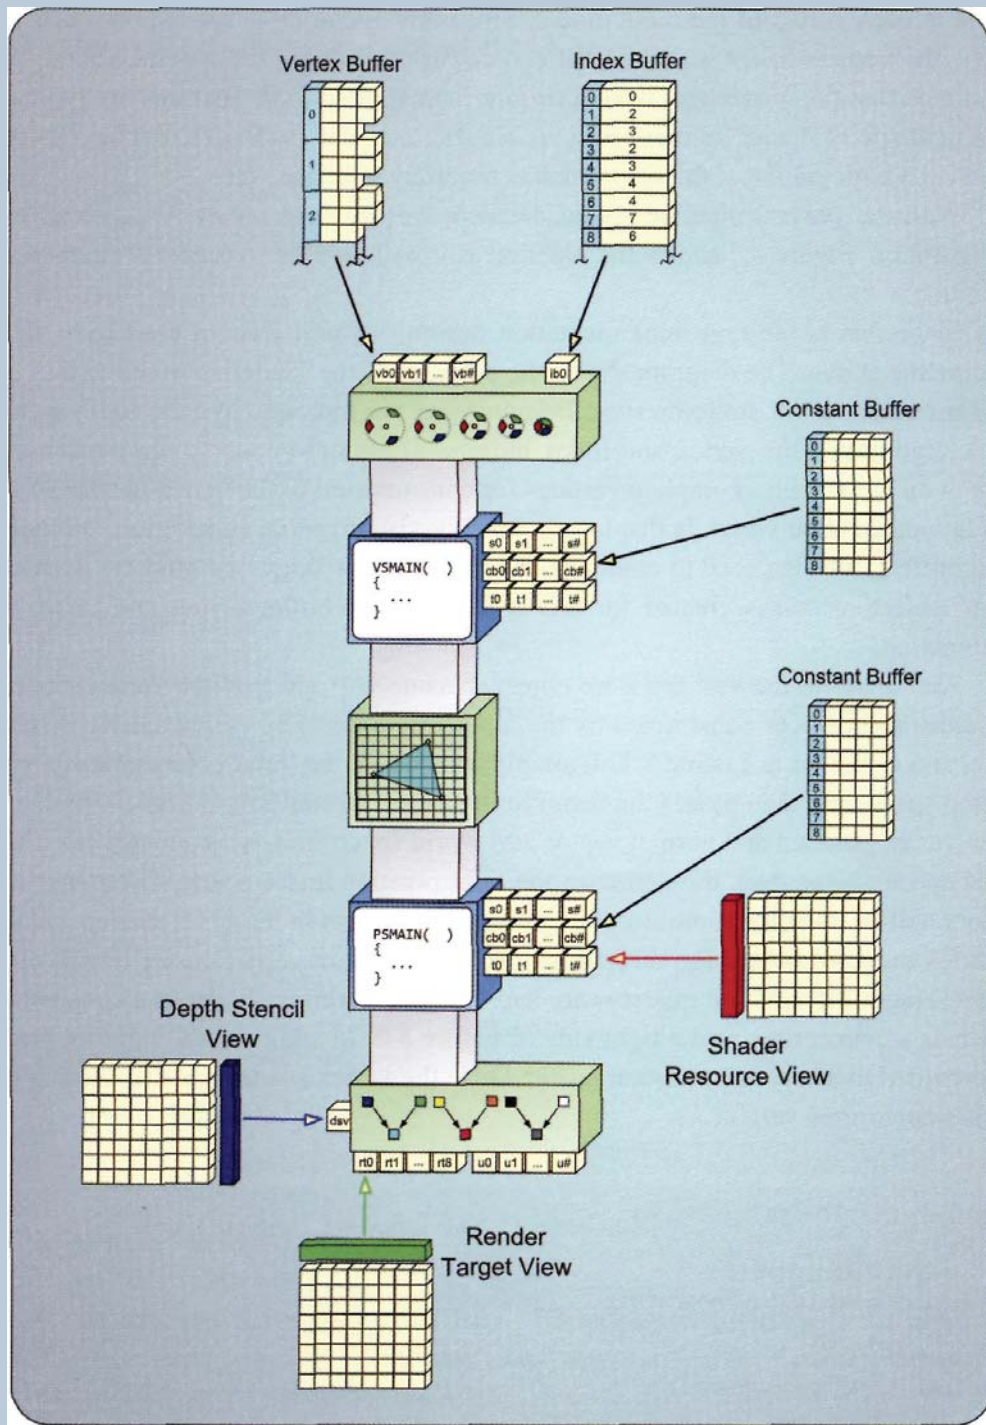 Vertex Buffer
Index Buffer
0
1
2
0 0
1 2
2 3
3 2
4 3
5 4
6 4
7 7
8 6
vb0 vb1 ... vb#
ib0
Constant Buffer
0
1
2
3
4
5
6
7
8
s0 s1 ... s#
cb0 cb1 ... cb#
t0 t1 ... t#
VSMAIN( )
{
...
}
Constant Buffer
0
1
2
3
4
5
6
7
8
s0 s1 ... s#
cb0 cb1 ... cb#
t0 t1 ... t#
PSMAIN( )
{
...
}
Depth Stencil
View
Shader
Resource View
dsv
rt0 rt1 ... rt8 u0 u1 ... u#
Render
Target View